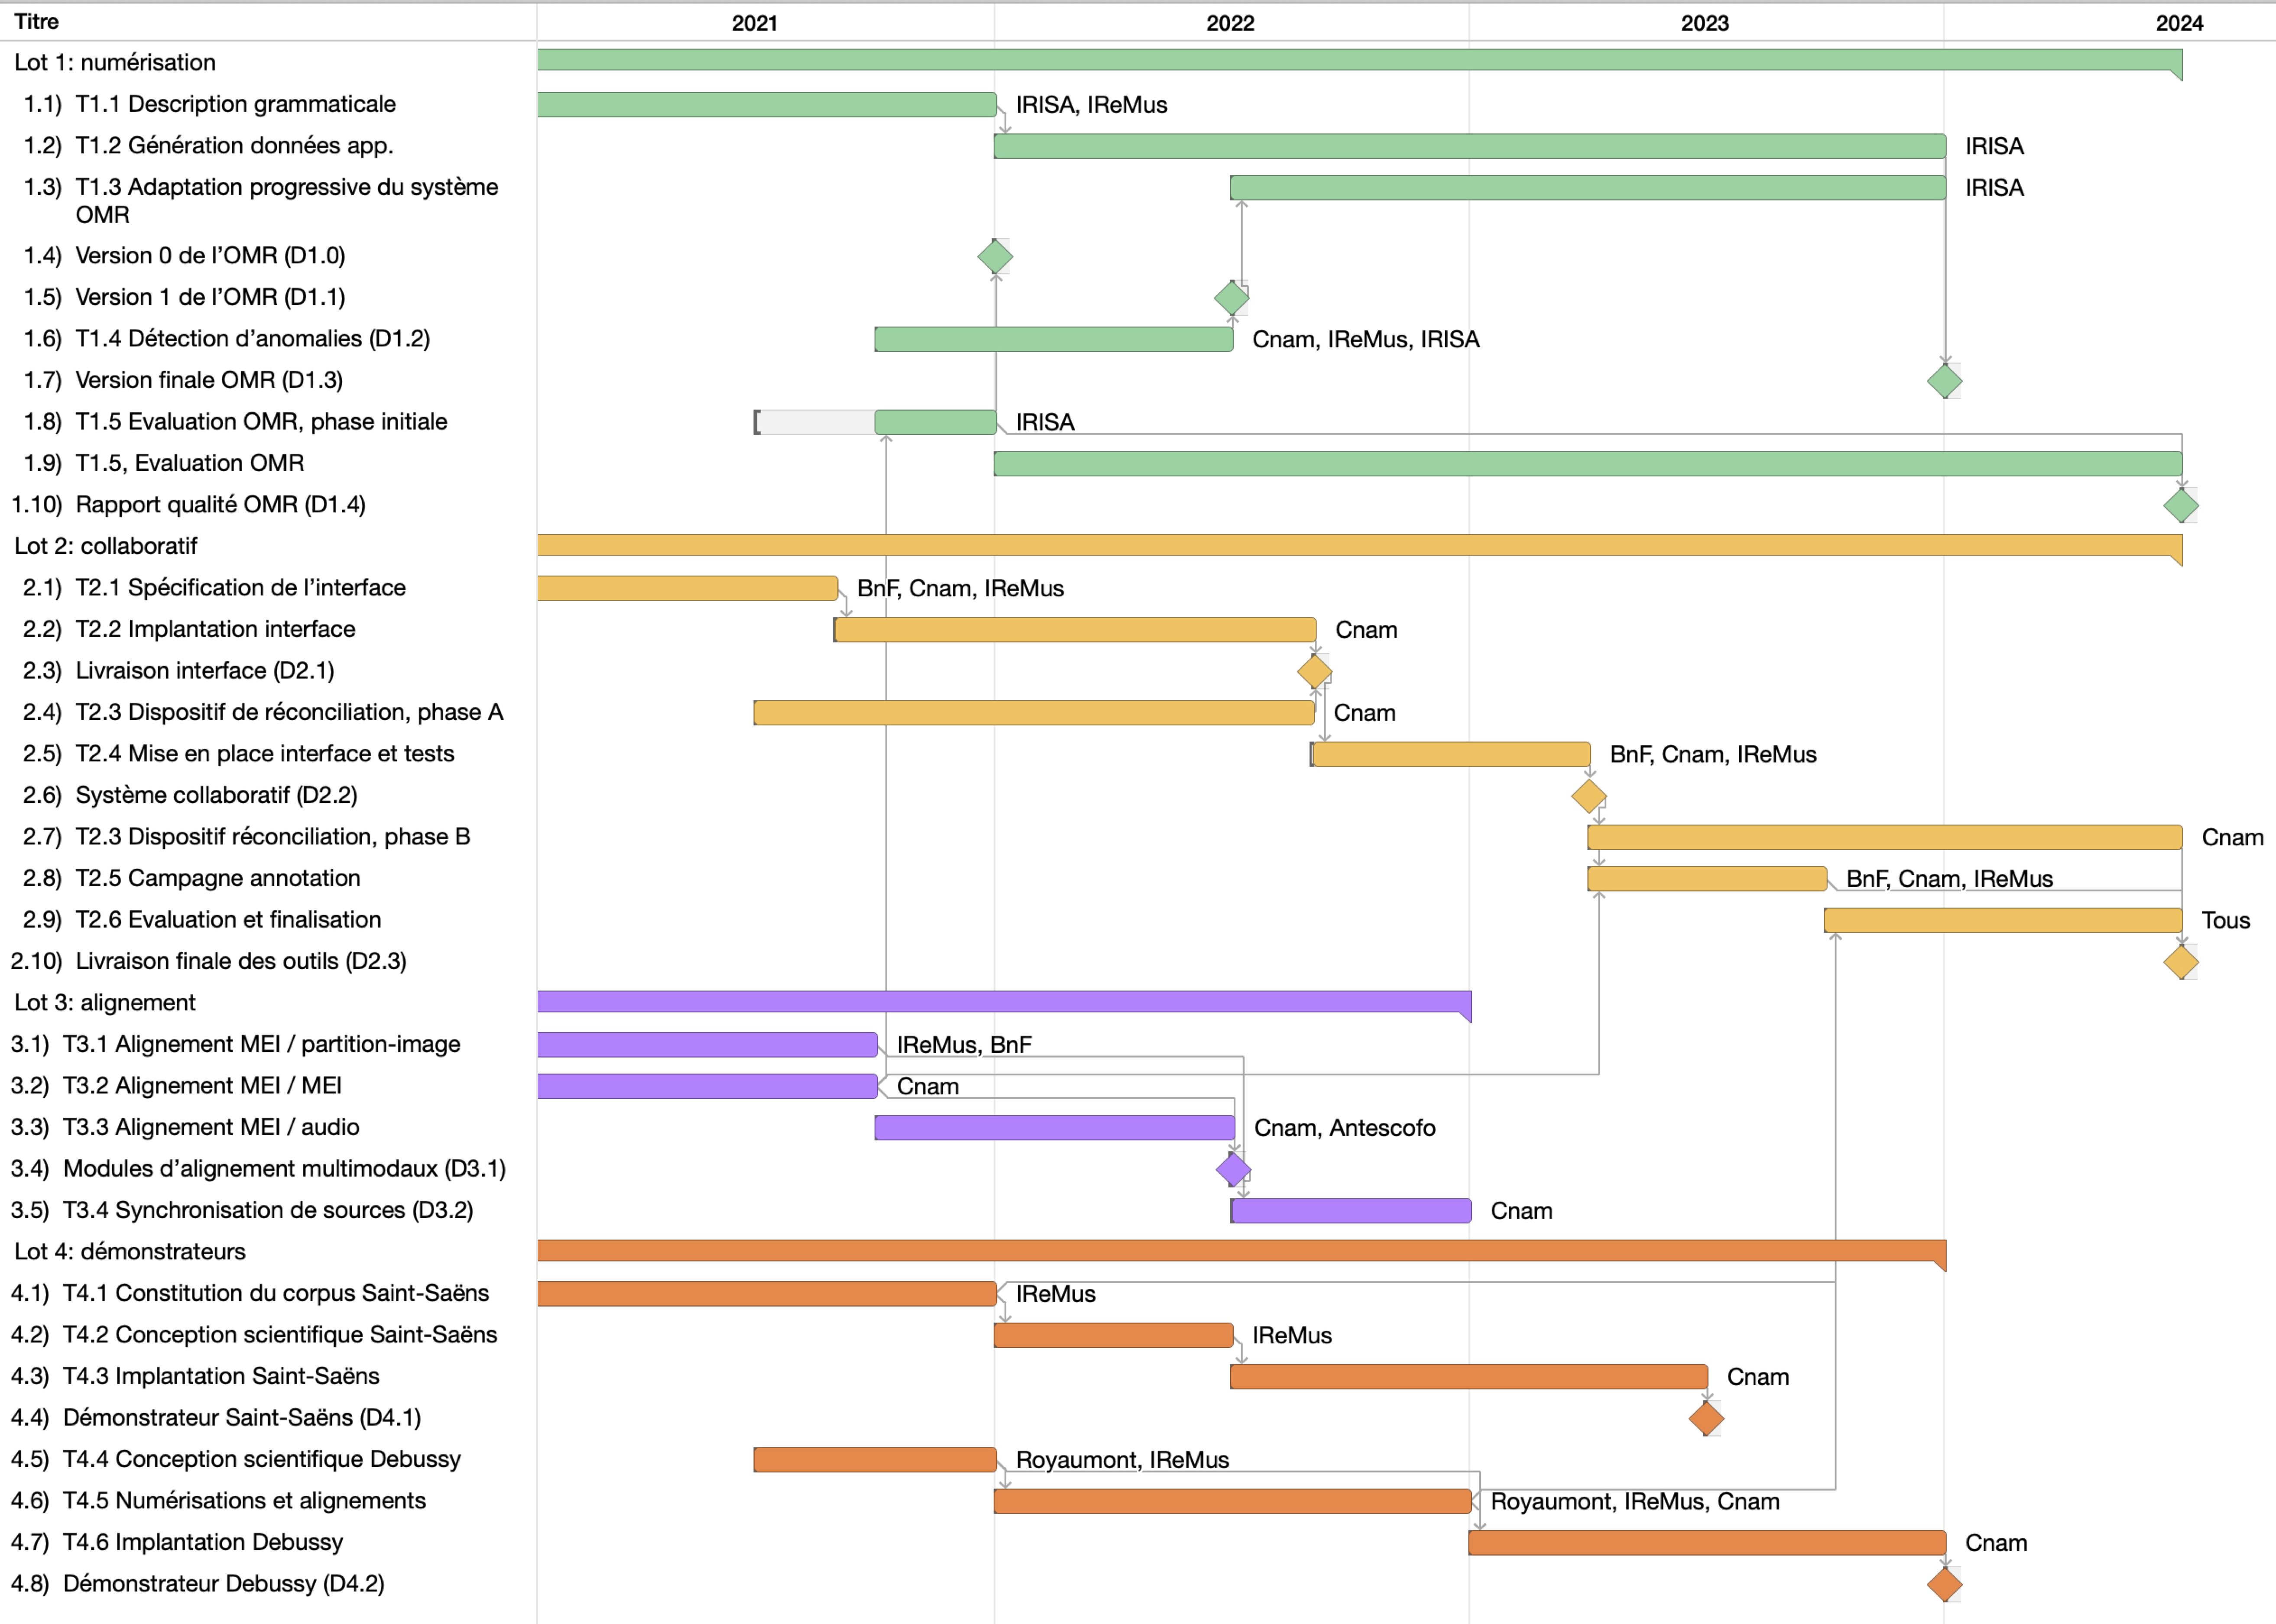 Titre 2021 2022 2023 2024
Lot 1: numérisation
1.1) T1.1 Description grammaticale IRISA, IReMus
1.2) T1.2 Génération données app. IRISA
1.3) T1.3 Adaptation progressive du système IRISA
OMR
1.4) Version 0 de l’OMR (D1.0)
1.5) Version 1 de l’OMR (D1.1)
1.6) T1.4 Détection d’anomalies (D1.2) Cnam, IReMus, IRISA
1.7) Version finale OMR (D1.3)
1.8) T1.5 Evaluation OMR, phase initiale IRISA
1.9) T1.5, Evaluation OMR
1.10) Rapport qualité OMR (D1.4)
Lot 2: collaboratif
2.1) T2.1 Spécification de l’interface BnF, Cnam, IReMus
2.2) T2.2 Implantation interface Cnam
2.3) Livraison interface (D2.1)
2.4) T2.3 Dispositif de réconciliation, phase A Cnam
2.5) T2.4 Mise en place interface et tests BnF, Cnam, IReMus
2.6) Système collaboratif (D2.2)
2.7) T2.3 Dispositif réconciliation, phase B Cnam
2.8) T2.5 Campagne annotation BnF, Cnam, IReMus
2.9) T2.6 Evaluation et finalisation Tous
2.10) Livraison finale des outils (D2.3)
Lot 3: alignement
3.1) T3.1 Alignement MEI / partition-image IReMus, BnF
3.2) T3.2 Alignement MEI / MEI Cnam
3.3) T3.3 Alignement MEI / audio Cnam, Antescofo
3.4) Modules d’alignement multimodaux (D3.1)
3.5) T3.4 Synchronisation de sources (D3.2) Cnam
Lot 4: démonstrateurs
4.1) T4.1 Constitution du corpus Saint-Saëns IReMus
4.2) T4.2 Conception scientifique Saint-Saëns IReMus
4.3) T4.3 Implantation Saint-Saëns Cnam
4.4) Démonstrateur Saint-Saëns (D4.1)
4.5) T4.4 Conception scientifique Debussy Royaumont, IReMus
4.6) T4.5 Numérisations et alignements Royaumont, IReMus, Cnam
4.7) T4.6 Implantation Debussy Cnam
4.8) Démonstrateur Debussy (D4.2)